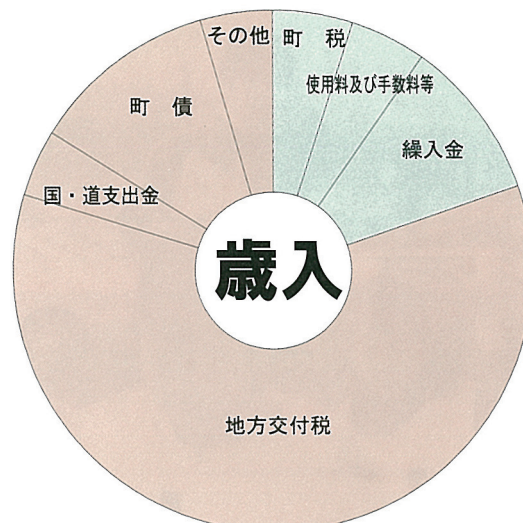 その他
町　税
使用料及び手数料等
繰入金
町　債
国・道支出金
歳入
地方交付税